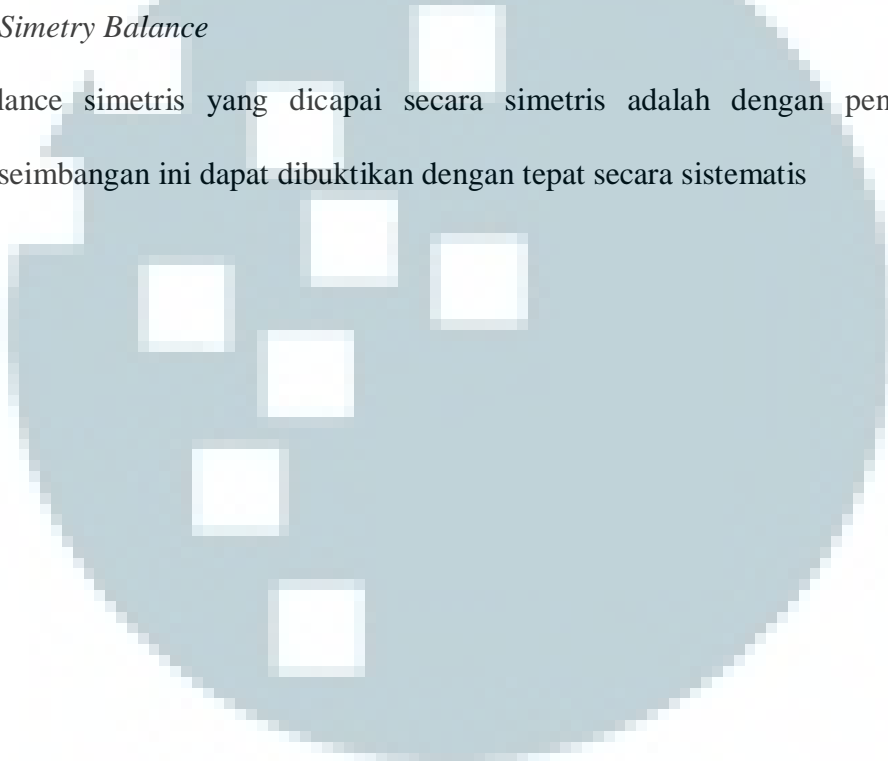 Simetry Balance
lance simetris yang dicapai secara simetris adalah dengan pen
seimbangan ini dapat dibuktikan dengan tepat secara sistematis